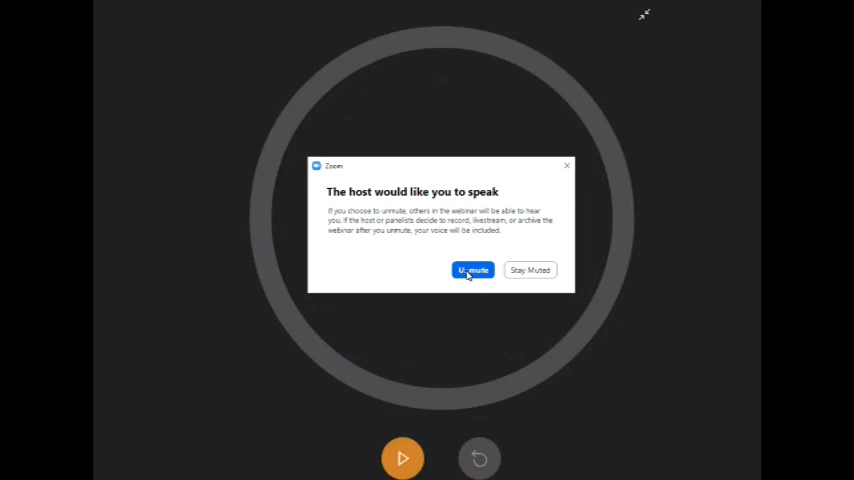 Zoom
The host would like you to speak
If you choose to unmute, others in the webinar will be able to hear
you. If the host or panelists decide to record, livestream, or archive the
webinar after you unmute, your voice will be included.
Unmute Stay Muted